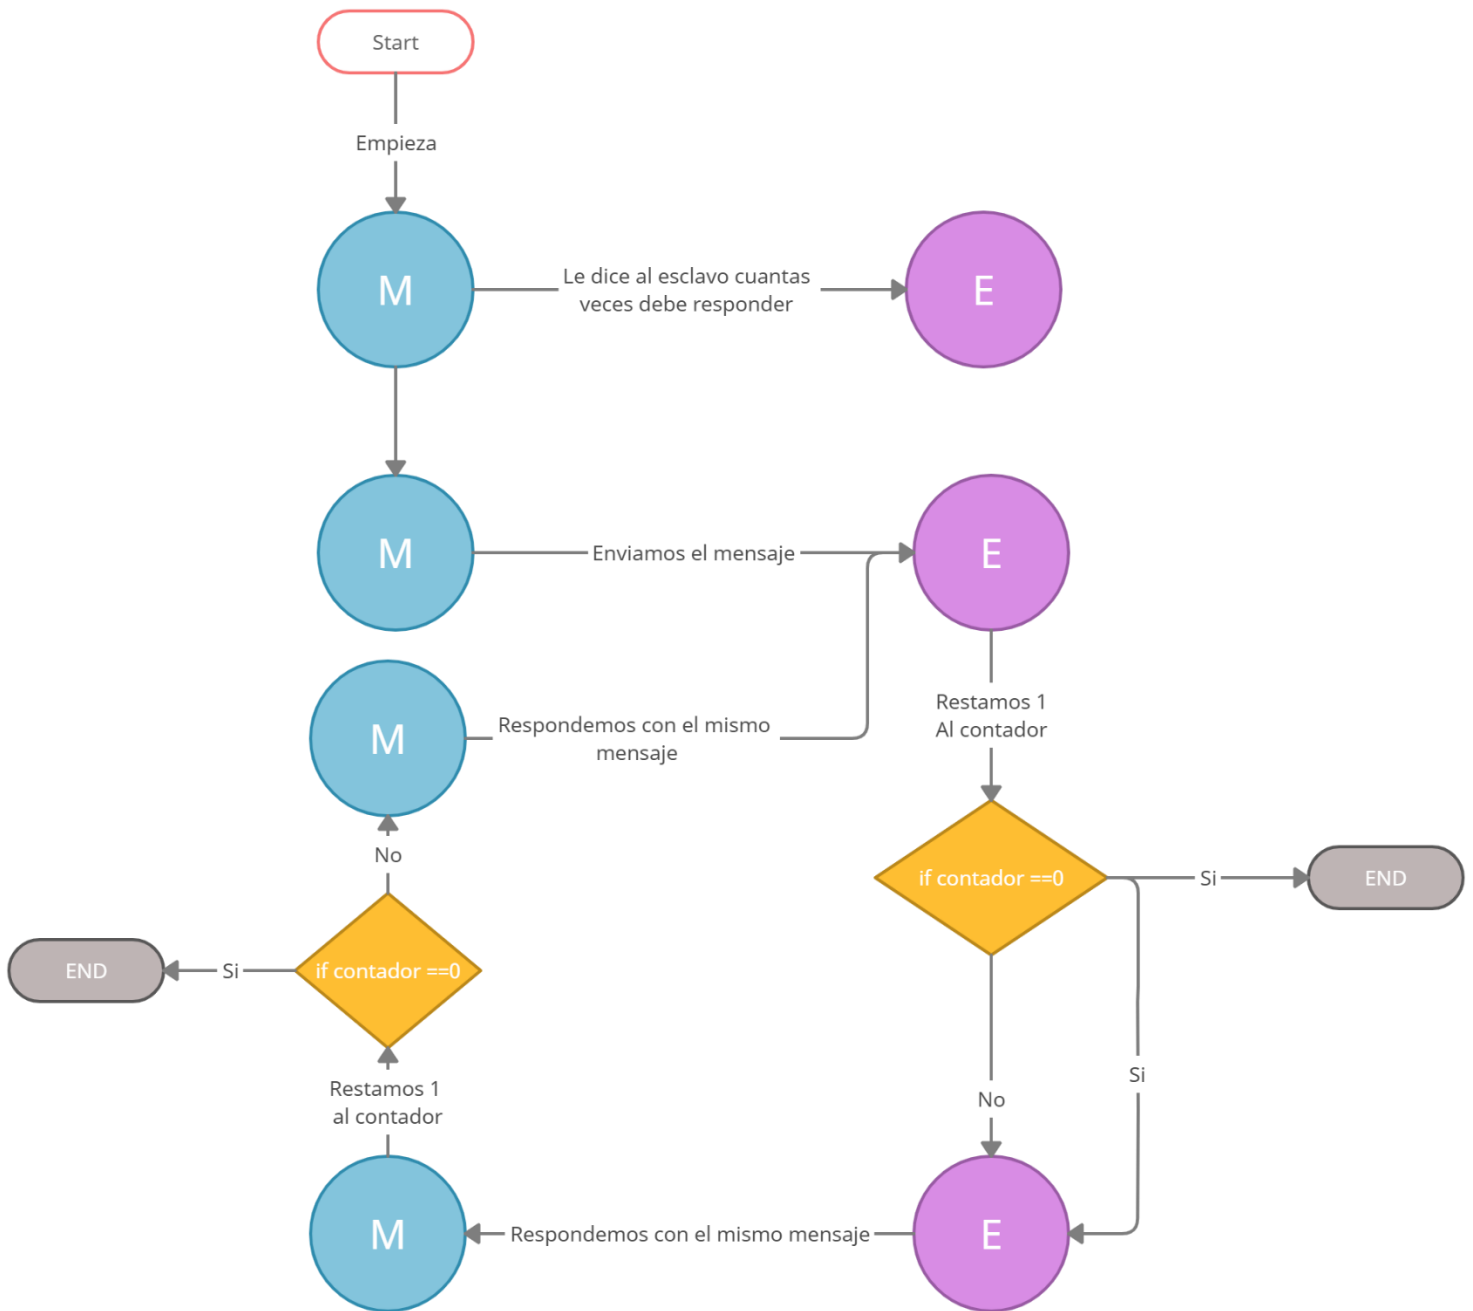 Start
Empieza
M
Le dice al esclavo cuantas
veces debe responder
E
M
Enviamos el mensaje
E
M
Respondemos con el mismo
mensaje
Restamos 1
Al contador
No
if contador ==0
Si
END
END
Si
if contador ==0
Si
Restamos 1
al contador
No
M
Respondemos con el mismo mensaje
E